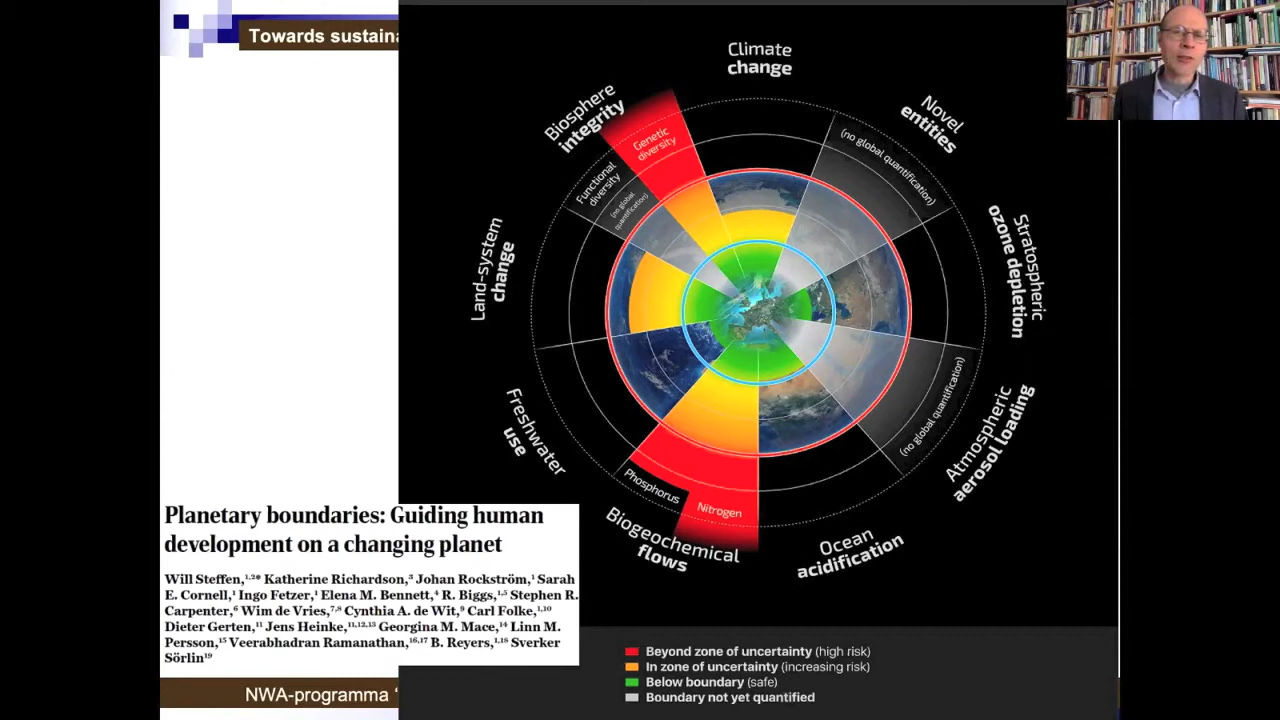 Towards sustaina
Climate
change
Biosphere
integrity
Genetic
diversity
Functional
diversity
(no global
quantification)
Novel
entities
(no global quantification)
Stratospheric
ozone depletion
Land-system
change
Atmospheric
aerosol loading
(no global quantification)
Freshwater
use
Phosphorus
Nitrogen
Biogeochemical
flows
Ocean
acidification
Planetary boundaries: Guiding human
development on a changing planet
Will Steffen,1,2* Katherine Richardson,3 Johan Rockström,1 Sarah
E. Cornell,1 Ingo Fetzer,1 Elena M. Bennett,4 R. Biggs,1,5 Stephen R.
Carpenter,6 Wim de Vries,7,8 Cynthia A. de Wit,9 Carl Folke,1,10
Dieter Gerten,11 Jens Heinke,11,12,13 Georgina M. Mace,14 Linn M.
Persson,15 Veerabhadran Ramanathan,16,17 B. Reyers,1,18 Sverker
Sörlin19
Beyond zone of uncertainty (high risk)
In zone of uncertainty (increasing risk)
Below boundary (safe)
Boundary not yet quantified
NWA-programma ‘